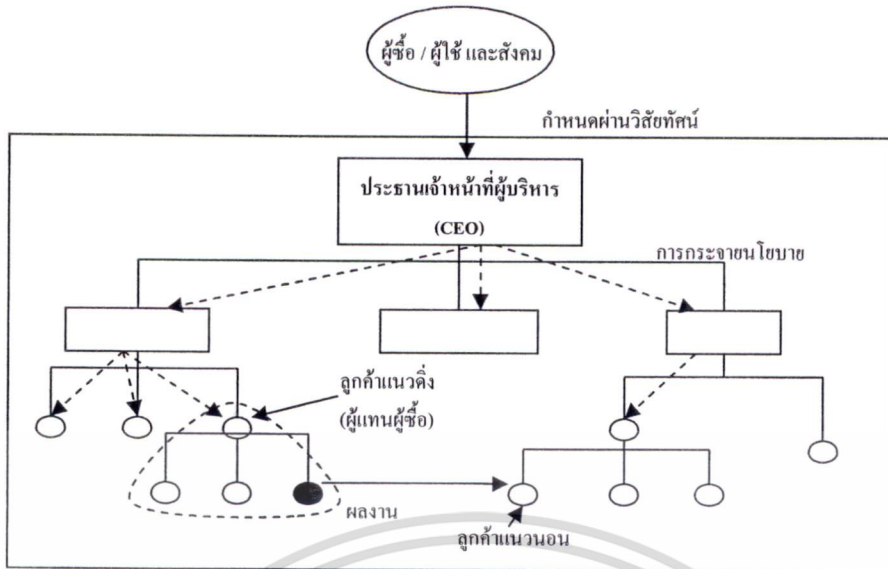 ผู้ซื้อ / ผู้ใช้ และสังคม
กำหนดผ่านวิสัยทัศน์
ประธานเจ้าหน้าที่ผู้บริหาร
(CEO)
การกระจายนโยบาย
ลูกค้าแนวดิ่ง
(ผู้แทนผู้ซื้อ)
ผลงาน
ลูกค้าแนวนอน